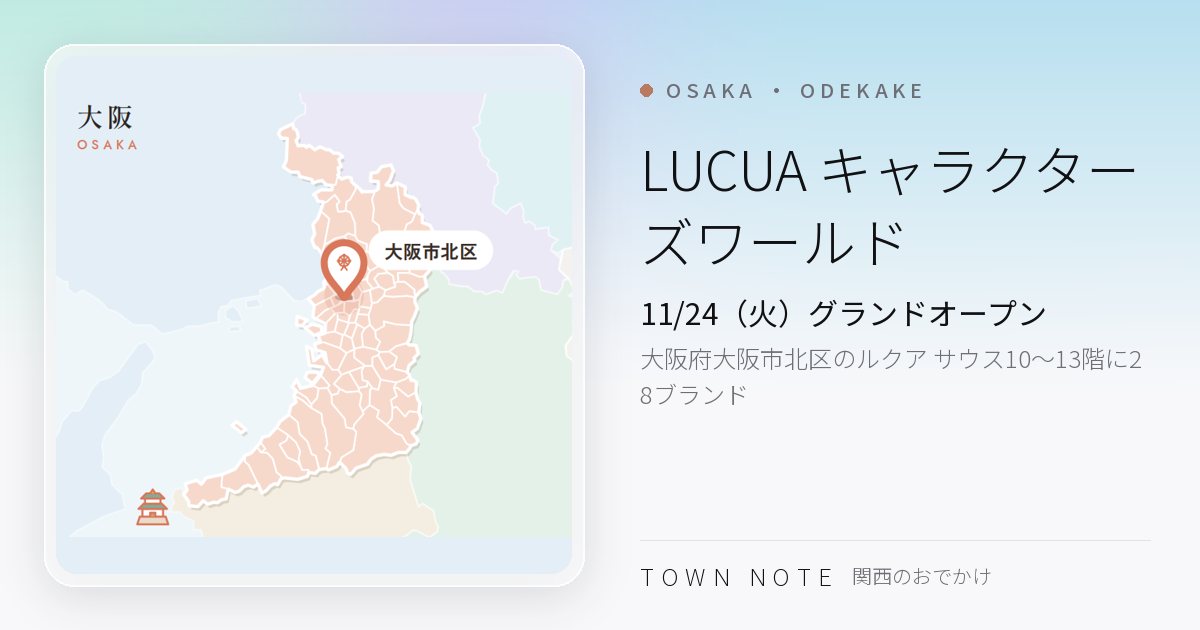 大阪
OSAKA
大阪市北区
OSAKA・ODEKAKE
LUCUA キャラクター
ズワールド
11/24（火）グランドオープン
大阪府大阪市北区のルクア サウス10〜13階に2
8ブランド
TOWN NOTE 関西のおでかけ